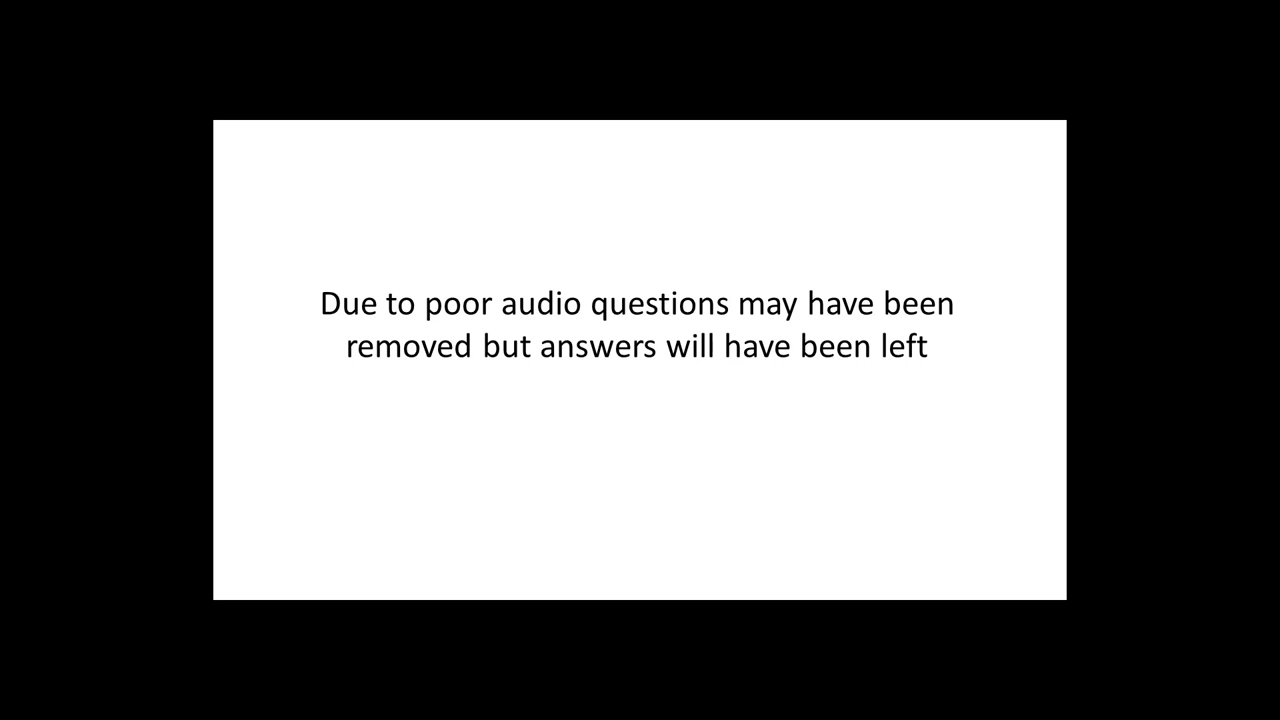 Due to poor audio questions may have been
removed but answers will have been left